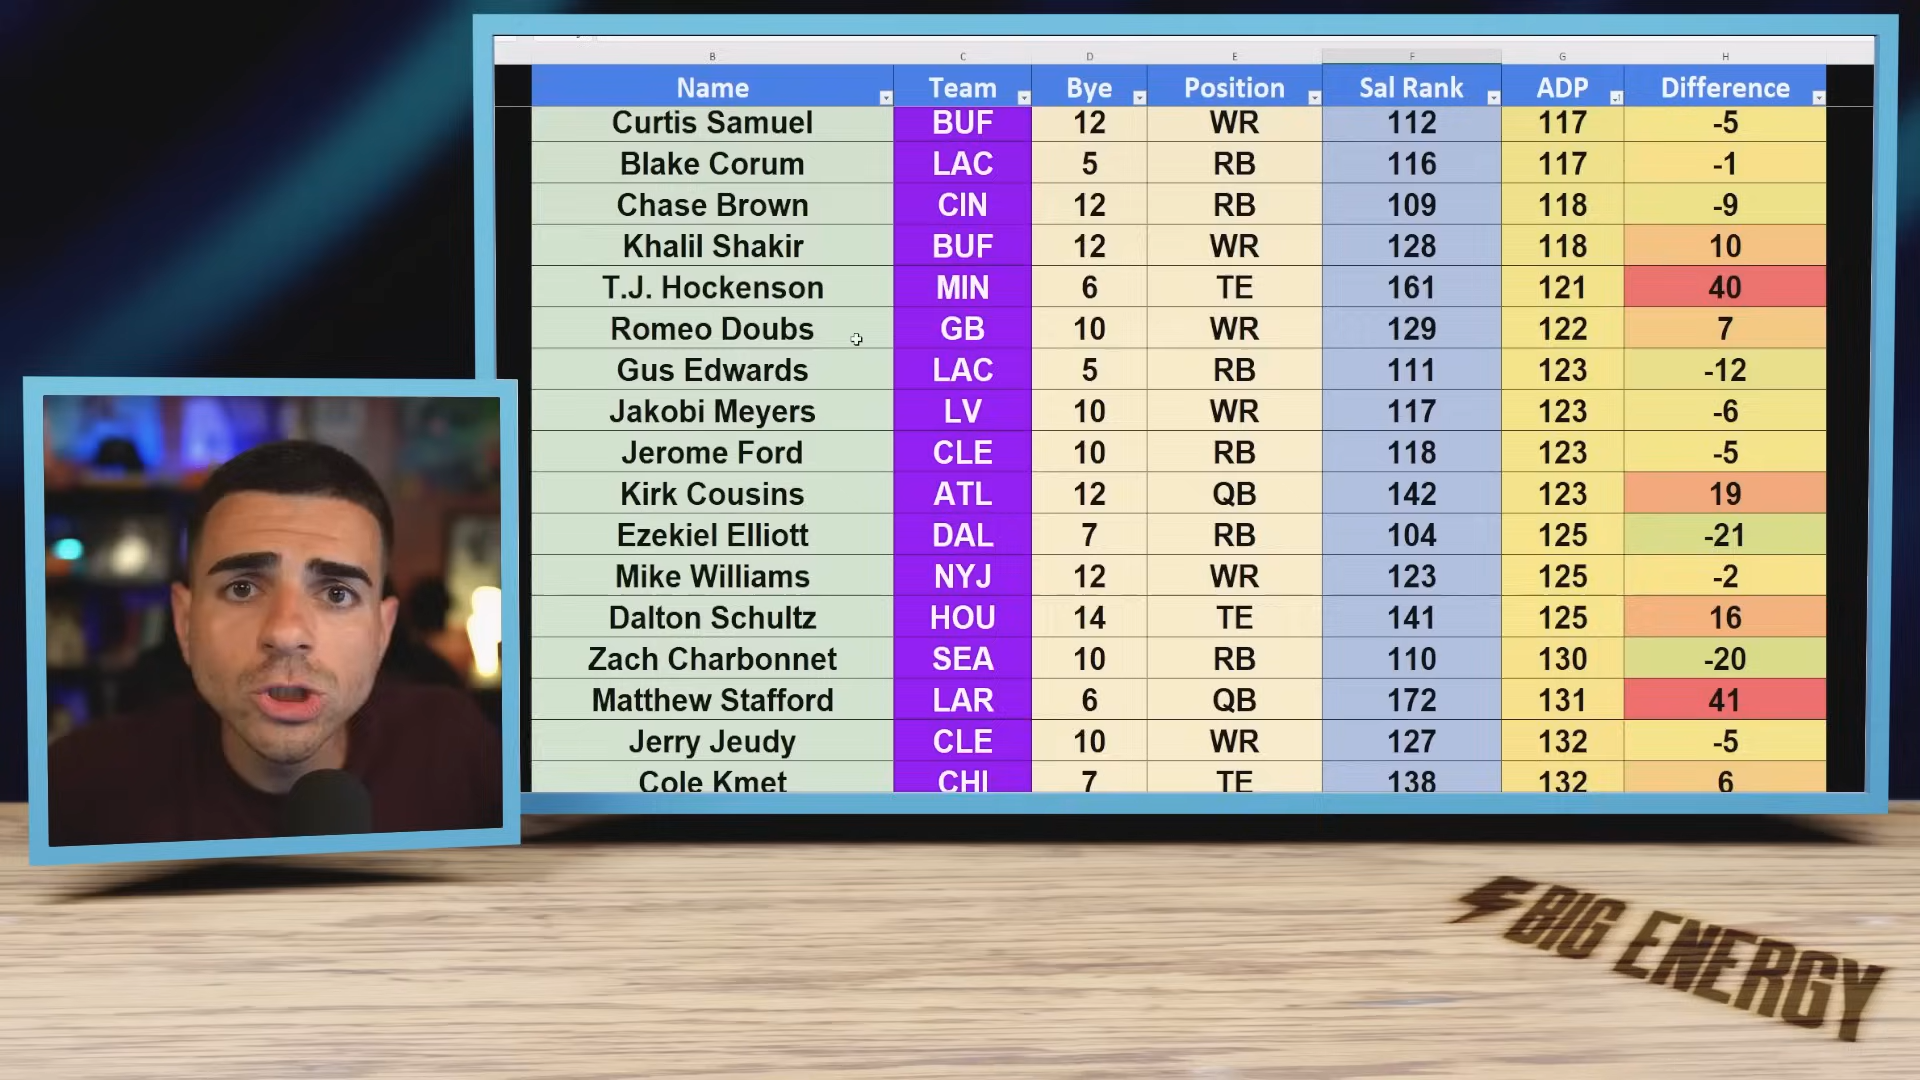 B C D E F G H
Name Team Bye Position Sal Rank ADP Difference
Curtis Samuel BUF 12 WR 112 117 -5
Blake Corum LAC 5 RB 116 117 -1
Chase Brown CIN 12 RB 109 118 -9
Khalil Shakir BUF 12 WR 128 118 10
T.J. Hockenson MIN 6 TE 161 121 40
Romeo Doubs GB 10 WR 129 122 7
Gus Edwards LAC 5 RB 111 123 -12
Jakobi Meyers LV 10 WR 117 123 -6
Jerome Ford CLE 10 RB 118 123 -5
Kirk Cousins ATL 12 QB 142 123 19
Ezekiel Elliott DAL 7 RB 104 125 -21
Mike Williams NYJ 12 WR 123 125 -2
Dalton Schultz HOU 14 TE 141 125 16
Zach Charbonnet SEA 10 RB 110 130 -20
Matthew Stafford LAR 6 QB 172 131 41
Jerry Jeudy CLE 10 WR 127 132 -5
Cole Kmet CHI 7 TE 138 132 6
BIG ENERGY